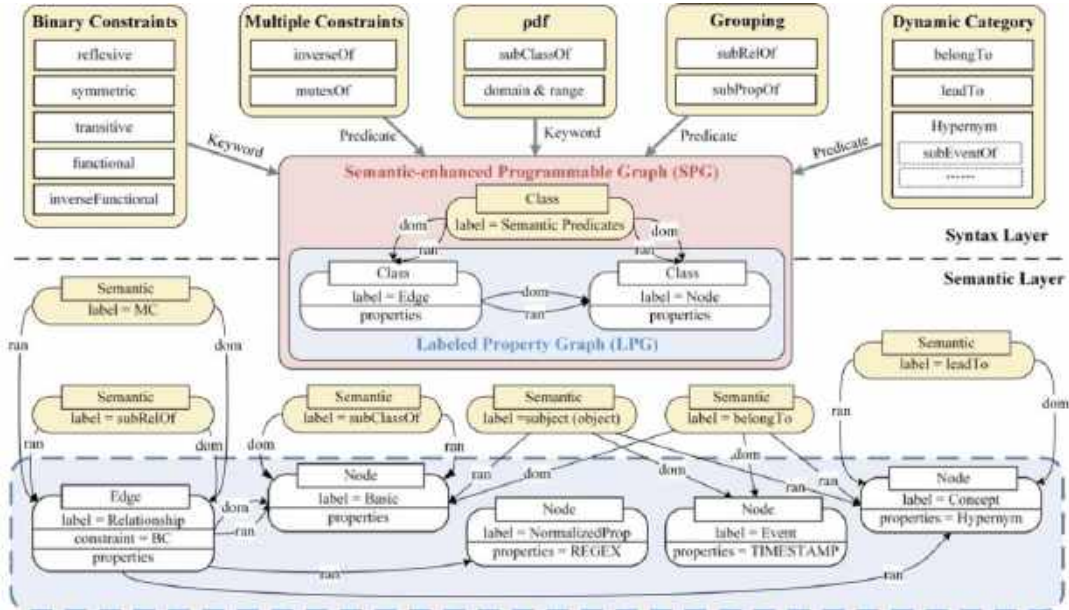 Binary Constraints
reflexive
symmetric
transitive
functional
inverseFunctional
Multiple Constraints
inverseOf
mutexOf
ρdf
subClassOf
domain & range
Grouping
subRelOf
subPropOf
Dynamic Category
belongTo
leadTo
Hypernym
subEventOf
......
Keyword
Predicate
Keyword
Predicate
Predicate
Semantic-enhanced Programmable Graph (SPG)
Class
label = Semantic Predicates
dom
ran
dom
ran
Class
label = Edge
properties
dom
ran
Class
label = Node
properties
Labeled Property Graph (LPG)
Syntax Layer
Semantic Layer
Semantic
label = MC
ran
dom
Semantic
label = subRelOf
ran
dom
Semantic
label = subClassOf
dom
ran
Semantic
label =subject (object)
ran
dom
ran
Semantic
label = belongTo
dom
dom
ran
Semantic
label = leadTo
ran
dom
Edge
label = Relationship
constraint = BC
properties
dom
ran
Node
label = Basic
properties
Node
label = NormalizedProp
properties = REGEX
Node
label = Event
properties = TIMESTAMP
Node
label = Concept
properties = Hypernym
ran
ran